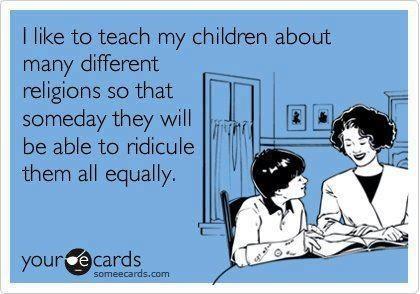 I like to teach my children about
many different
religions so that
someday they will
be able to ridicule
them all equally.
your e cards
someecards.com